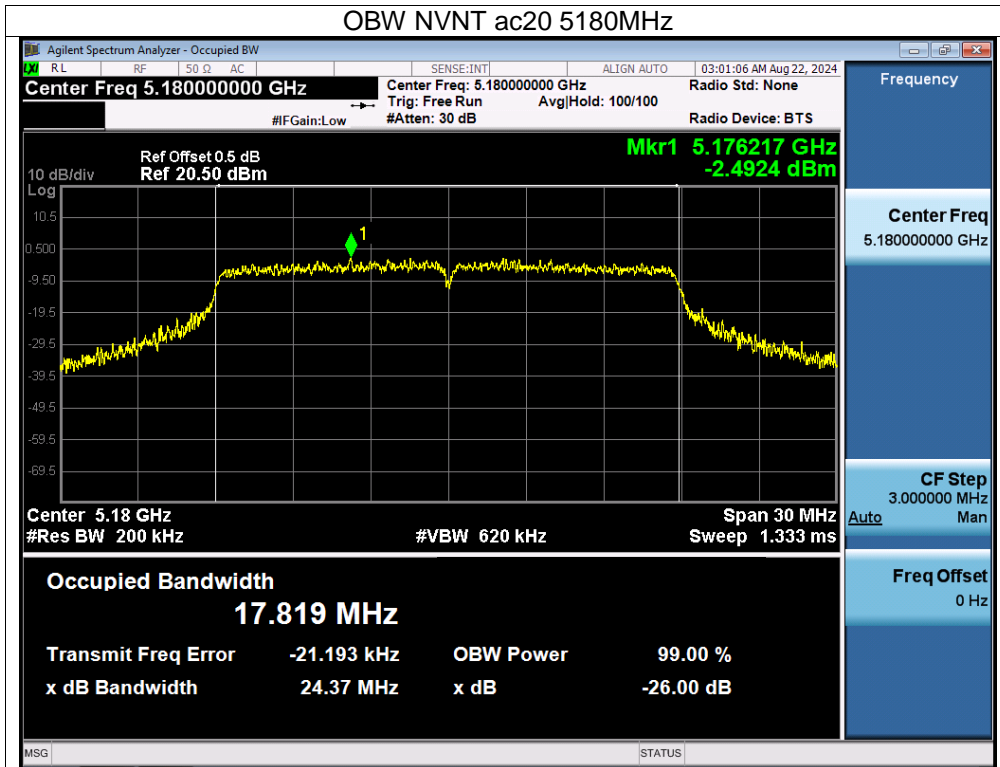 OBW NVNT ac20 5180MHz
Agilent Spectrum Analyzer - Occupied BW
LXI RL RF 50 Ω AC SENSE:INT ALIGN AUTO 03:01:06 AM Aug 22, 2024
Center Freq 5.180000000 GHz Center Freq: 5.180000000 GHz Radio Std: None
Trig: Free Run Avg|Hold: 100/100
#IFGain:Low #Atten: 30 dB Radio Device: BTS
Frequency
Mkr1 5.176217 GHz
-2.4924 dBm
Ref Offset 0.5 dB
10 dB/div Ref 20.50 dBm
Log
10.5
0.500
-9.50
-19.5
-29.5
-39.5
-49.5
-59.5
-69.5
1
Center Freq
5.180000000 GHz
CF Step
3.000000 MHz
Auto Man
Freq Offset
0 Hz
Center 5.18 GHz Span 30 MHz
#Res BW 200 kHz #VBW 620 kHz Sweep 1.333 ms
Occupied Bandwidth
17.819 MHz
Transmit Freq Error -21.193 kHz OBW Power 99.00 %
x dB Bandwidth 24.37 MHz x dB -26.00 dB
MSG STATUS